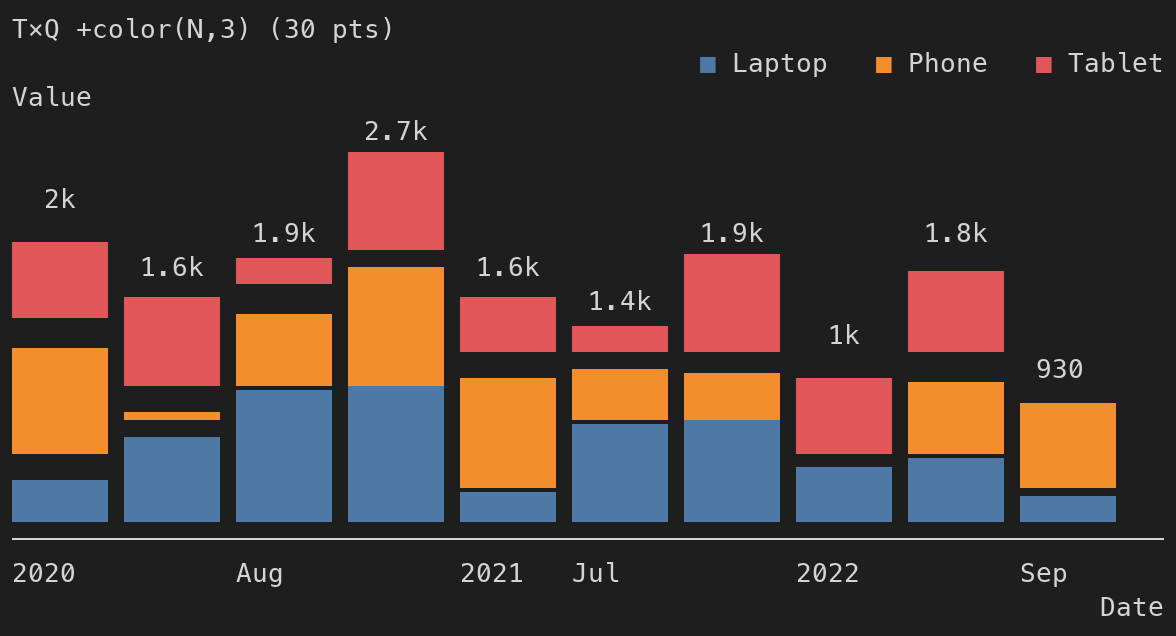 T×Q +color(N,3) (30 pts)
■ Laptop ■ Phone ■ Tablet
Value
2.7k
2k
1.9k 1.9k 1.8k
1.6k 1.6k
1.4k
1k
930
2020 Aug 2021 Jul 2022 Sep
Date